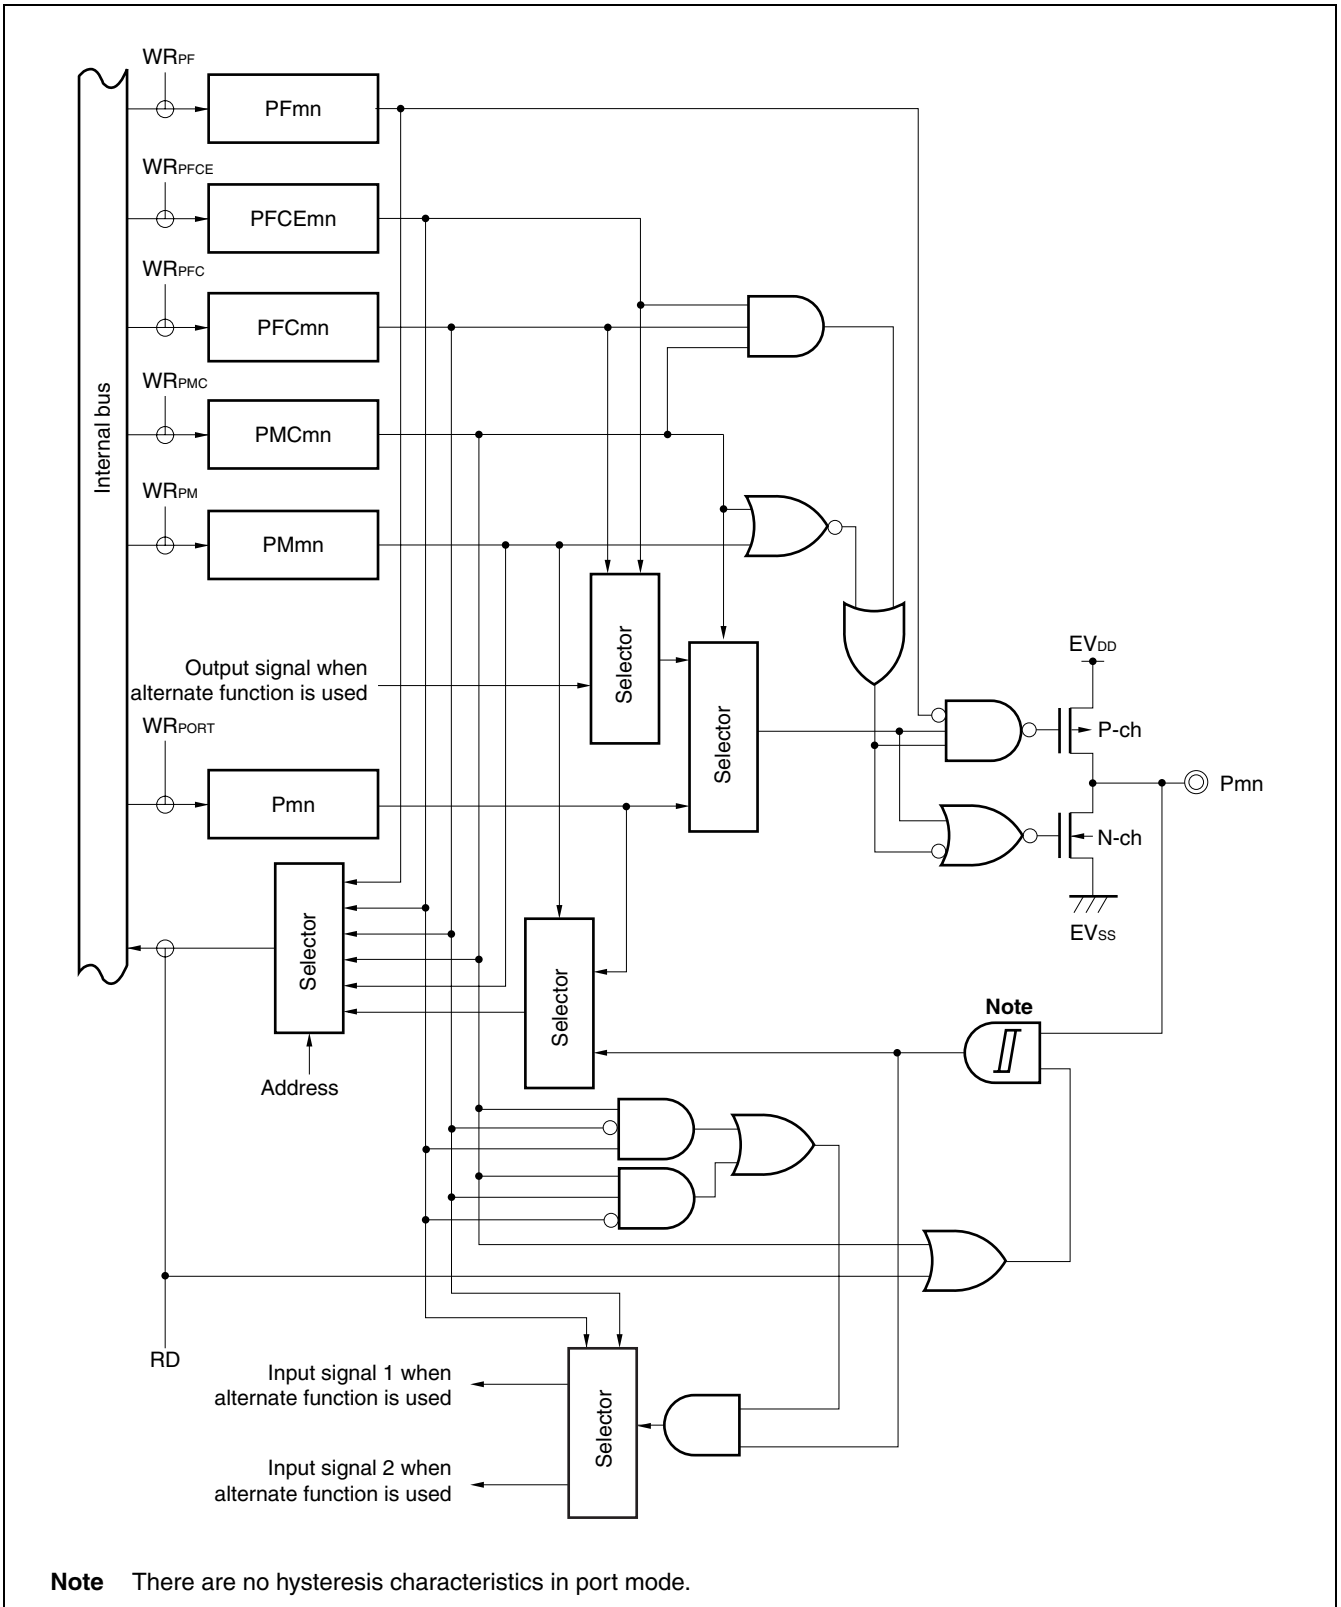 WRPF
PFmn
WRPFCE
PFCEmn
WRPFC
PFCmn
WRPMC
PMCmn
Internal bus
WRPM
PMmn
Output signal when
alternate function is used
Selector
Selector
EVDD
P-ch
WRPORT
Pmn
Pmn
N-ch
EVSS
Selector
Selector
Note
Address
RD
Input signal 1 when
alternate function is used
Selector
Input signal 2 when
alternate function is used
Note There are no hysteresis characteristics in port mode.